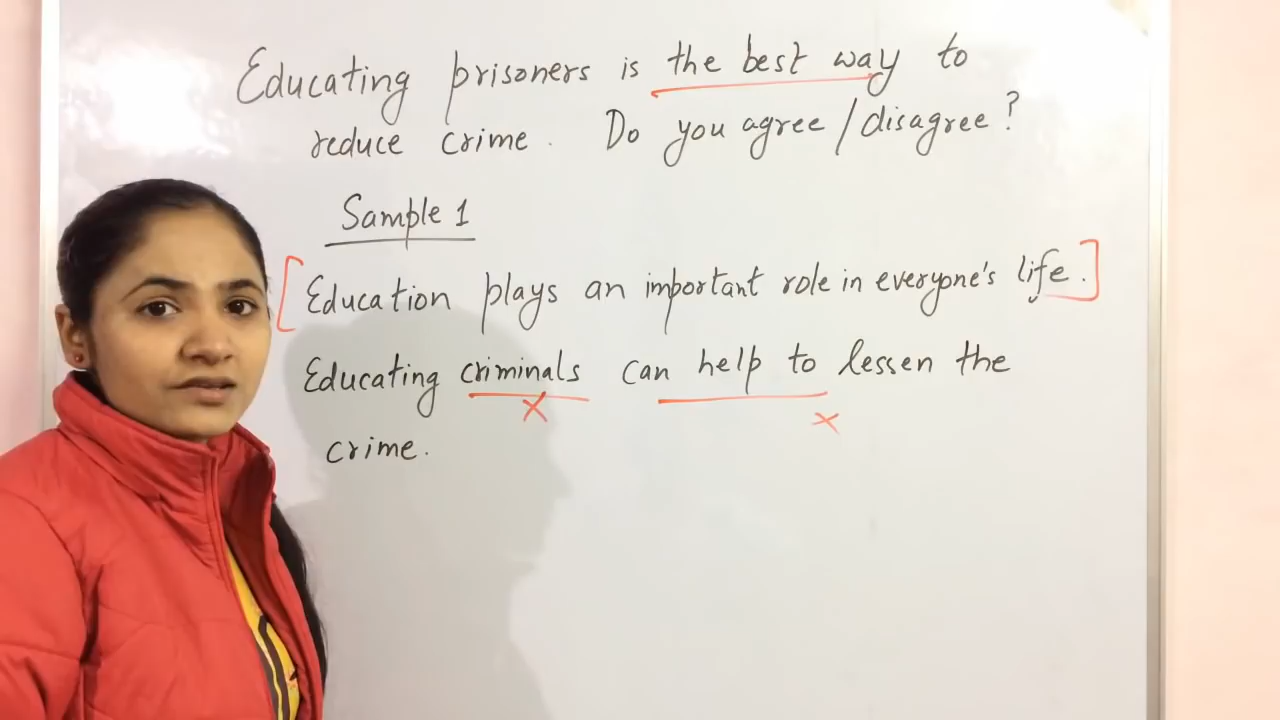 Educating prisoners is the best way to
reduce crime. Do you agree/disagree?
Sample 1
[Education plays an important role in everyone's life.]
Educating criminals can help to lessen the
x x
crime.